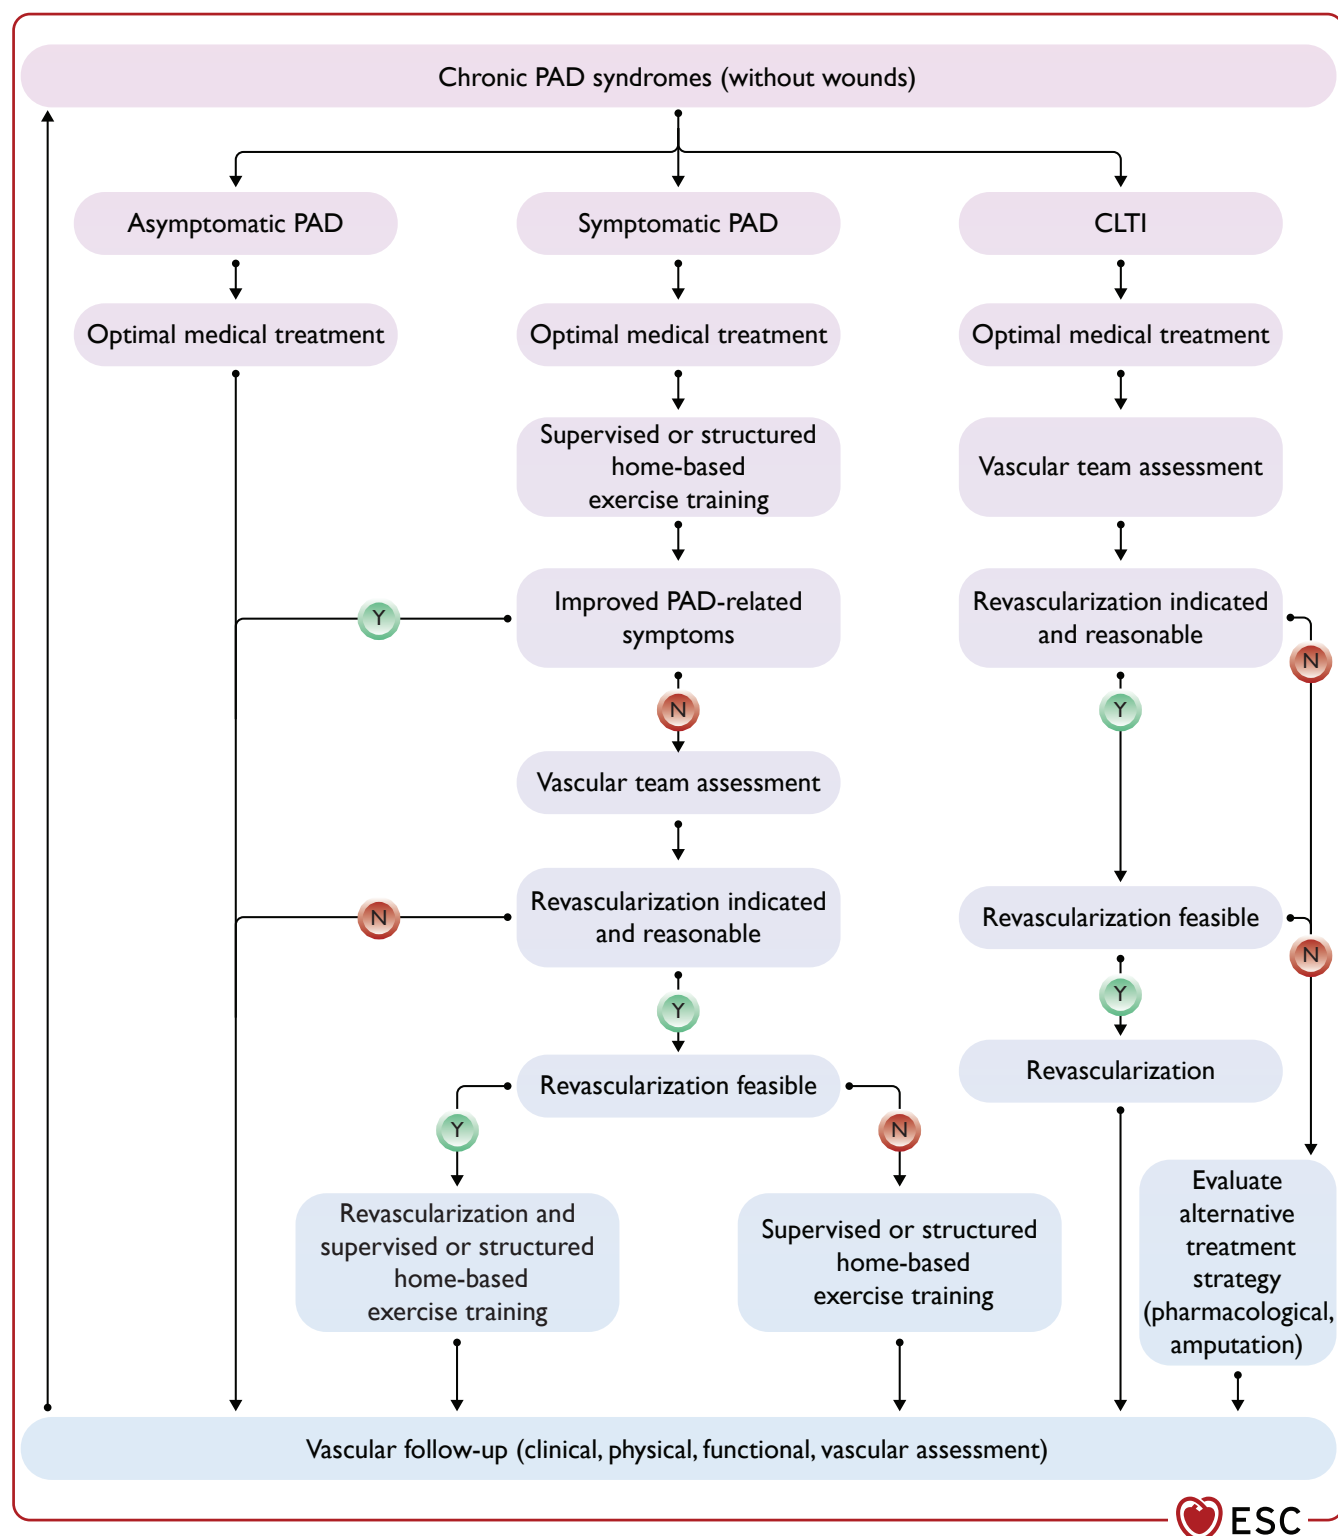 Chronic PAD syndromes (without wounds)
Asymptomatic PAD
Symptomatic PAD
CLTI
Optimal medical treatment
Optimal medical treatment
Optimal medical treatment
Supervised or structured
home-based
exercise training
Vascular team assessment
Improved PAD-related
symptoms
Revascularization indicated
and reasonable
Y
N
N
Y
Vascular team assessment
Revascularization indicated
and reasonable
Revascularization feasible
N
N
Y
Y
Revascularization feasible
Revascularization
Y
N
Revascularization and
supervised or structured
home-based
exercise training
Supervised or structured
home-based
exercise training
Evaluate
alternative
treatment
strategy
(pharmacological,
amputation)
Vascular follow-up (clinical, physical, functional, vascular assessment)
ESC